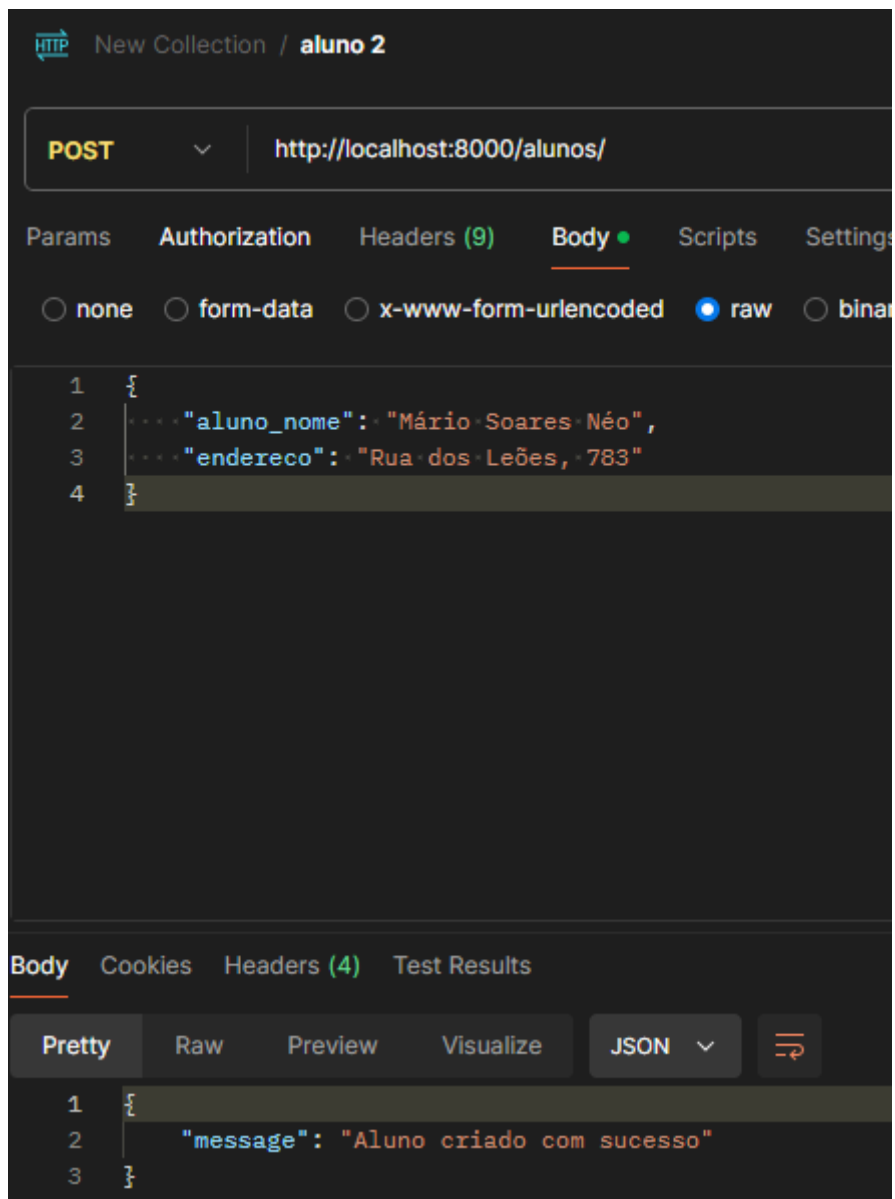 HTTP New Collection / aluno 2
POST http://localhost:8000/alunos/
Params Authorization Headers (9) Body Scripts Settings
none form-data x-www-form-urlencoded raw binar
1 {
2 "aluno_nome": "Mário Soares Néo",
3 "endereco": "Rua dos Leões, 783"
4 }
Body Cookies Headers (4) Test Results
Pretty Raw Preview Visualize JSON
1 {
2 "message": "Aluno criado com sucesso"
3 }